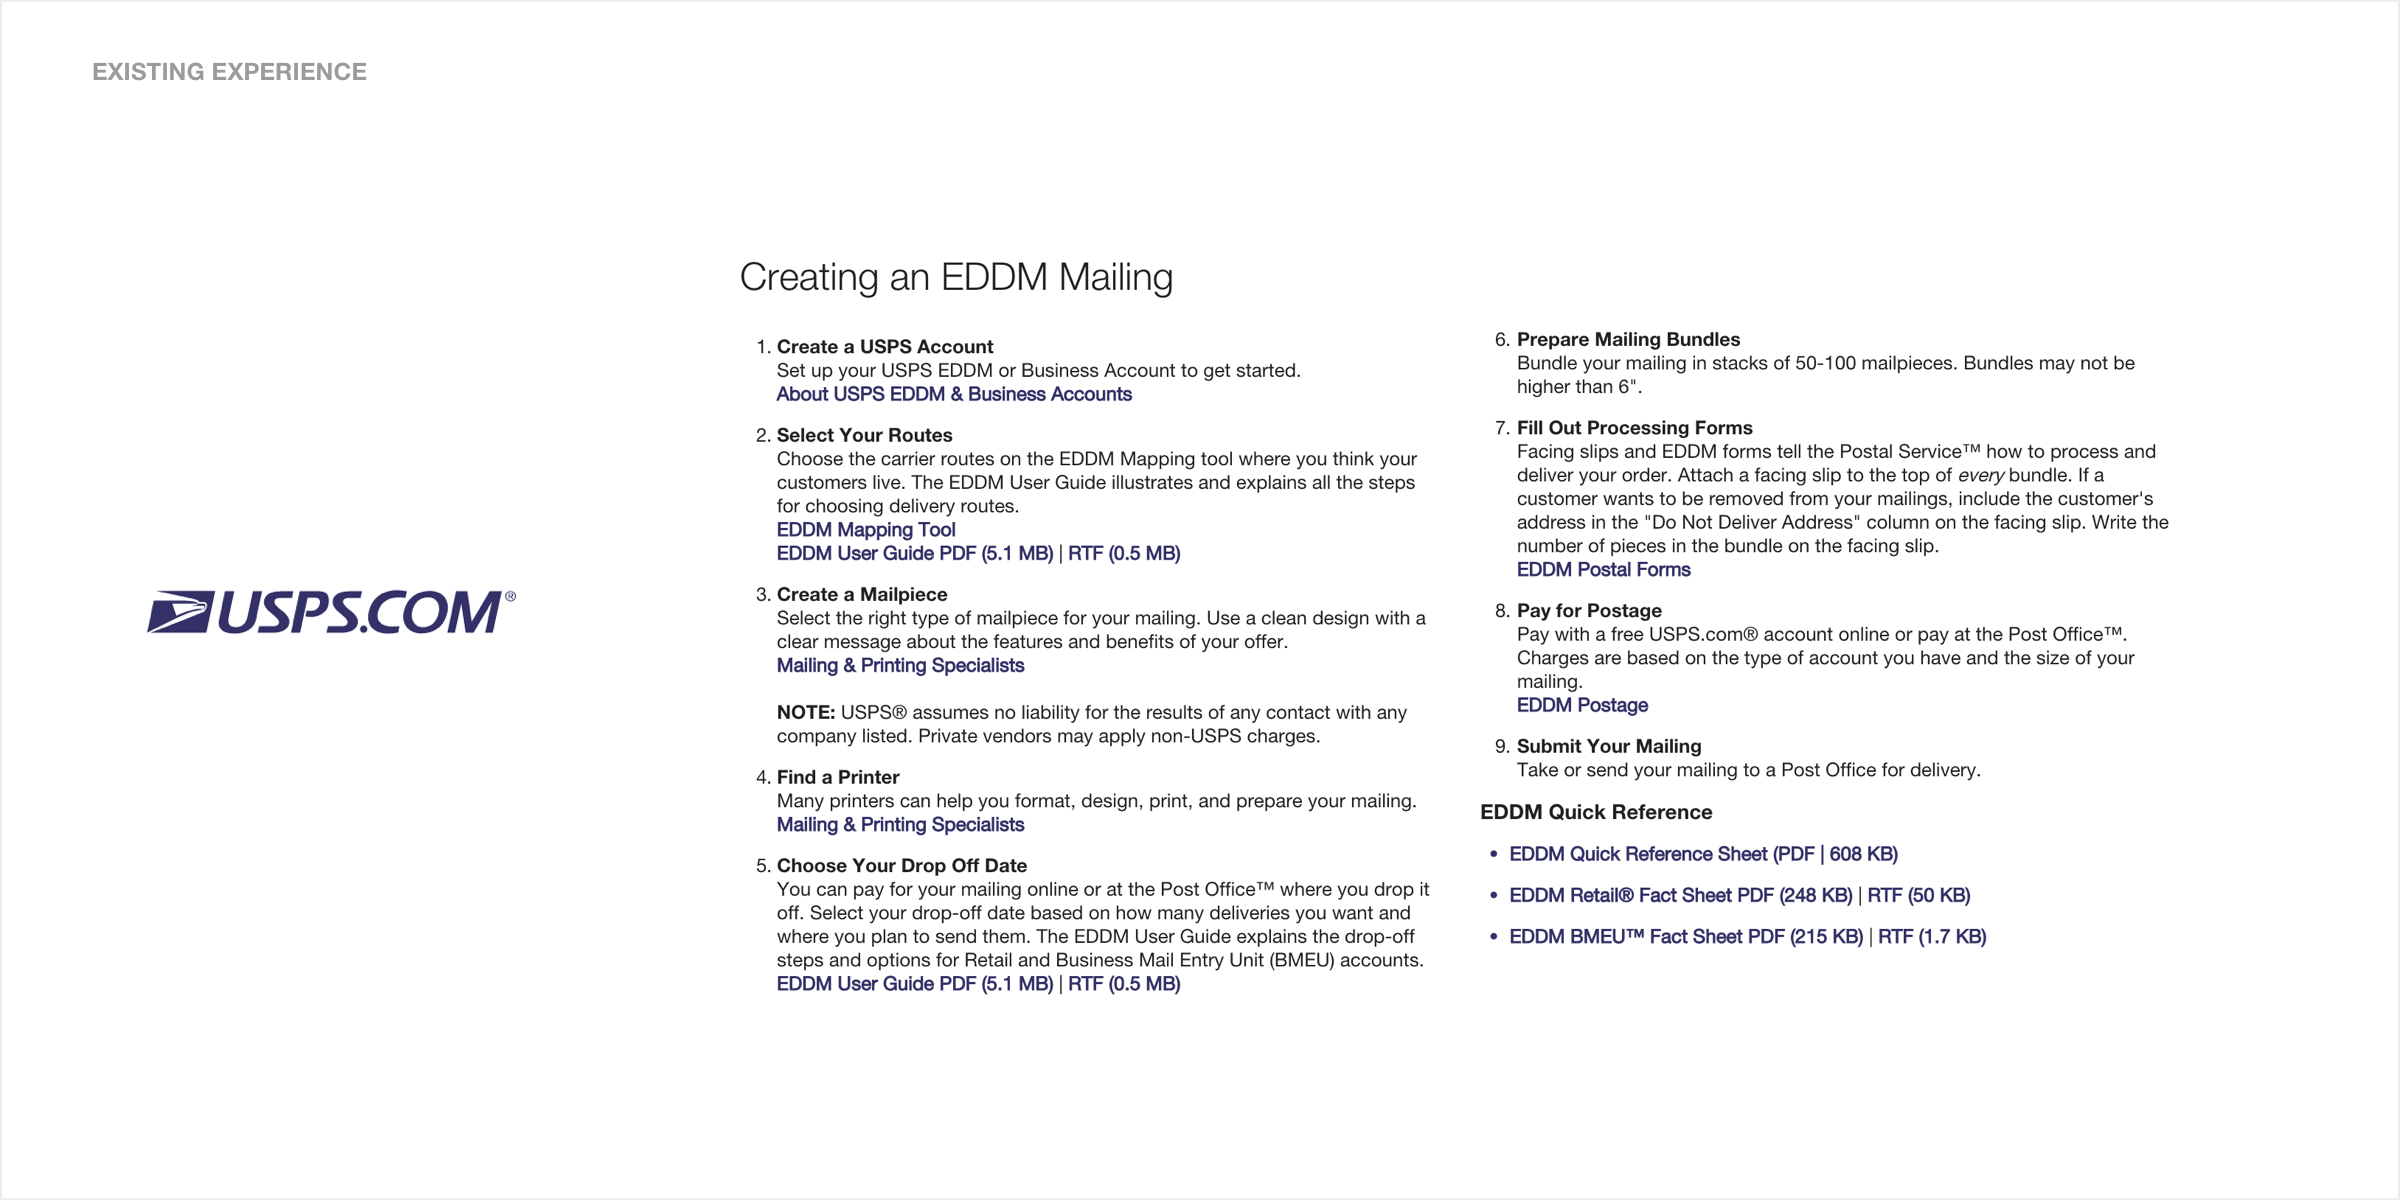 EXISTING EXPERIENCE
USPS.COM®
Creating an EDDM Mailing
1. Create a USPS Account
Set up your USPS EDDM or Business Account to get started.
About USPS EDDM & Business Accounts
2. Select Your Routes
Choose the carrier routes on the EDDM Mapping tool where you think your
customers live. The EDDM User Guide illustrates and explains all the steps
for choosing delivery routes.
EDDM Mapping Tool
EDDM User Guide PDF (5.1 MB) | RTF (0.5 MB)
3. Create a Mailpiece
Select the right type of mailpiece for your mailing. Use a clean design with a
clear message about the features and benefits of your offer.
Mailing & Printing Specialists
NOTE: USPS® assumes no liability for the results of any contact with any
company listed. Private vendors may apply non-USPS charges.
4. Find a Printer
Many printers can help you format, design, print, and prepare your mailing.
Mailing & Printing Specialists
5. Choose Your Drop Off Date
You can pay for your mailing online or at the Post Office™ where you drop it
off. Select your drop-off date based on how many deliveries you want and
where you plan to send them. The EDDM User Guide explains the drop-off
steps and options for Retail and Business Mail Entry Unit (BMEU) accounts.
EDDM User Guide PDF (5.1 MB) | RTF (0.5 MB)
6. Prepare Mailing Bundles
Bundle your mailing in stacks of 50-100 mailpieces. Bundles may not be
higher than 6".
7. Fill Out Processing Forms
Facing slips and EDDM forms tell the Postal Service™ how to process and
deliver your order. Attach a facing slip to the top of every bundle. If a
customer wants to be removed from your mailings, include the customer's
address in the "Do Not Deliver Address" column on the facing slip. Write the
number of pieces in the bundle on the facing slip.
EDDM Postal Forms
8. Pay for Postage
Pay with a free USPS.com® account online or pay at the Post Office™.
Charges are based on the type of account you have and the size of your
mailing.
EDDM Postage
9. Submit Your Mailing
Take or send your mailing to a Post Office for delivery.
EDDM Quick Reference
• EDDM Quick Reference Sheet (PDF | 608 KB)
• EDDM Retail® Fact Sheet PDF (248 KB) | RTF (50 KB)
• EDDM BMEU™ Fact Sheet PDF (215 KB) | RTF (1.7 KB)